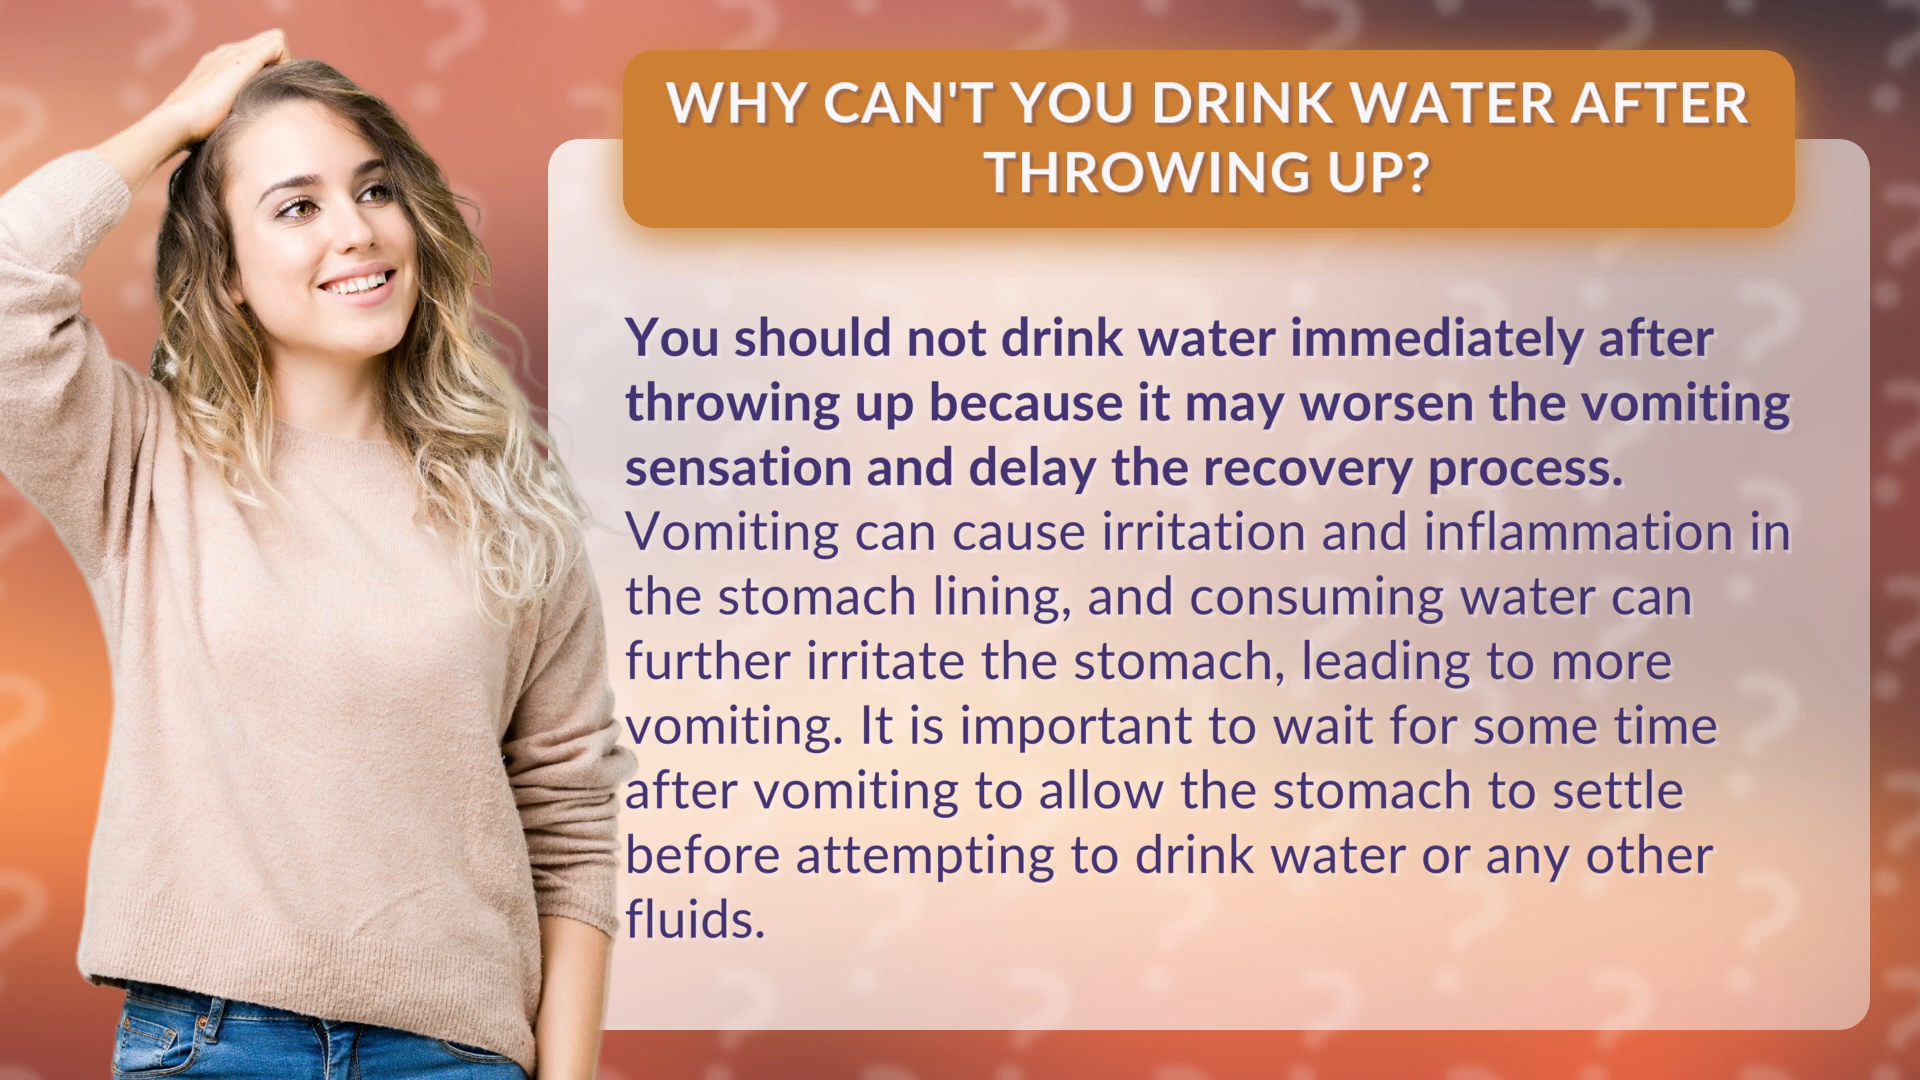 WHY CAN'T YOU DRINK WATER AFTER
THROWING UP?
You should not drink water immediately after
throwing up because it may worsen the vomiting
sensation and delay the recovery process.
Vomiting can cause irritation and inflammation in
the stomach lining, and consuming water can
further irritate the stomach, leading to more
vomiting. It is important to wait for some time
after vomiting to allow the stomach to settle
before attempting to drink water or any other
fluids.